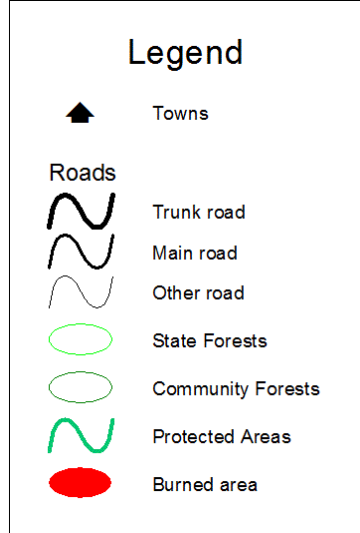 Legend
Towns
Roads
Trunk road
Main road
Other road
State Forests
Community Forests
Protected Areas
Burned area